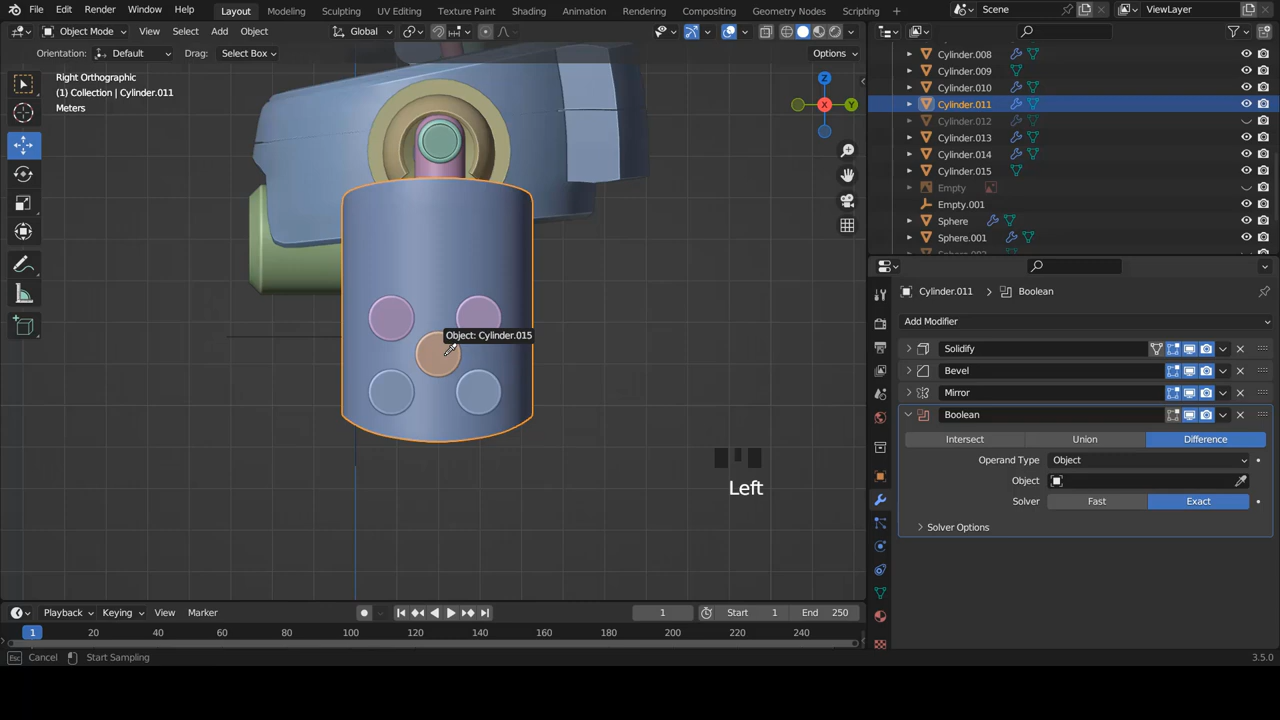 File Edit Render Window Help Layout Modeling Sculpting UV Editing Texture Paint Shading Animation Geometry Nodes Compositing Scripting Scene ViewLayer
Object Mode View Select Add Object Global
Orientation: Default Drag: Select Box Options
Right Orthographic
(1) Collection | Cylinder.011
Meters
Z
X
Y
Object: Cylinder.015
Left
Cylinder.008
Cylinder.009
Cylinder.010
Cylinder.011
Cylinder.012
Cylinder.013
Cylinder.014
Cylinder.015
Empty
Empty.001
Sphere
Sphere.001
Cylinder.011 Boolean
Add Modifier
Solidify
Bevel
Mirror
Boolean
Intersect Union Difference
Operand Type Object
Object
Solver Fast Exact
Solver Options
Playback Keying View Marker 1 Start 1 End 250
1 20 40 60 80 100 120 140 160 180 200 220 240
Esc Cancel Start Sampling 3.5.0